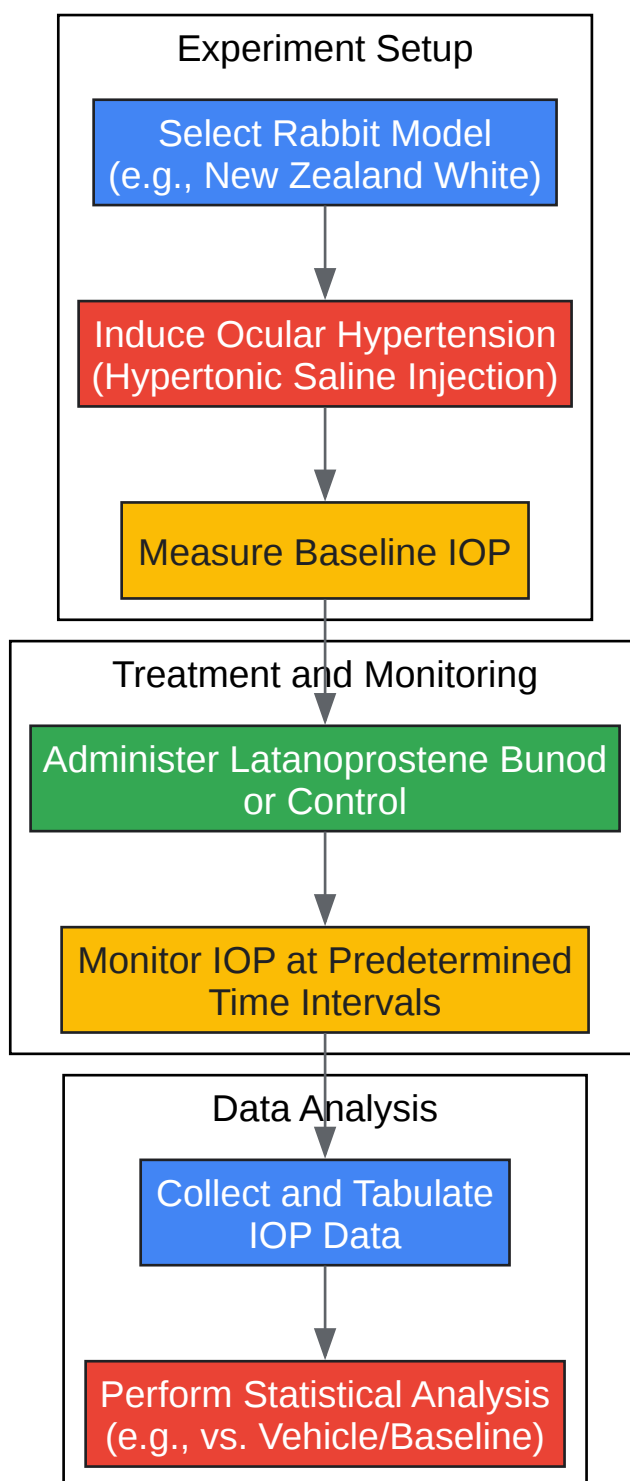 Experiment Setup
Select Rabbit Model
(e.g., New Zealand White)
Induce Ocular Hypertension
(Hypertonic Saline Injection)
Measure Baseline IOP
Treatment and Monitoring
Administer Latanoprostene Bunod
or Control
Monitor IOP at Predetermined
Time Intervals
Data Analysis
Collect and Tabulate
IOP Data
Perform Statistical Analysis
(e.g., vs. Vehicle/Baseline)